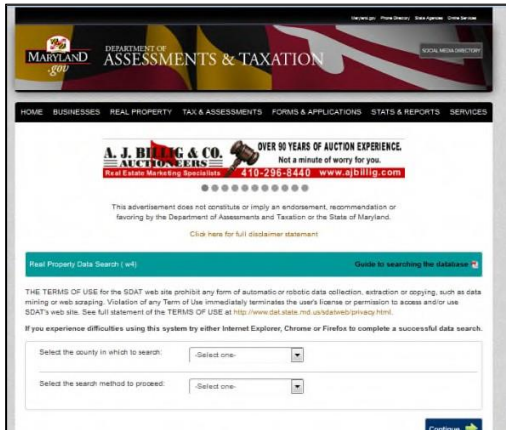 Maryland.gov Phone Directory State Agencies Online Services
MARYLAND
.gov
DEPARTMENT OF
ASSESSMENTS & TAXATION
SOCIAL MEDIA DIRECTORY
HOME BUSINESSES REAL PROPERTY TAX & ASSESSMENTS FORMS & APPLICATIONS STATS & REPORTS SERVICES
A. J. BILLIG & CO.
AUCTIONEERS
Real Estate Marketing Specialists
OVER 90 YEARS OF AUCTION EXPERIENCE.
Not a minute of worry for you.
410-296-8440 www.ajbillig.com
This advertisement does not constitute or imply an endorsement, recommendation or
favoring by the Department of Assessments and Taxation or the State of Maryland.
Click here for full disclaimer statement
Real Property Data Search ( w4)
Guide to searching the database
THE TERMS OF USE for the SDAT web site prohibit any form of automatic or robotic data collection, extraction or copying, such as data
mining or web scraping. Violation of any Term of Use immediately terminates the user's license or permission to access and/or use
SDAT's web site. See full statement of the TERMS OF USE at http://www.dat.state.md.us/sdatweb/privacy.html.
If you experience difficulties using this system try either Internet Explorer, Chrome or Firefox to complete a successful data search.
Select the county in which to search: -Select one-
Select the search method to proceed: -Select one-
Continue